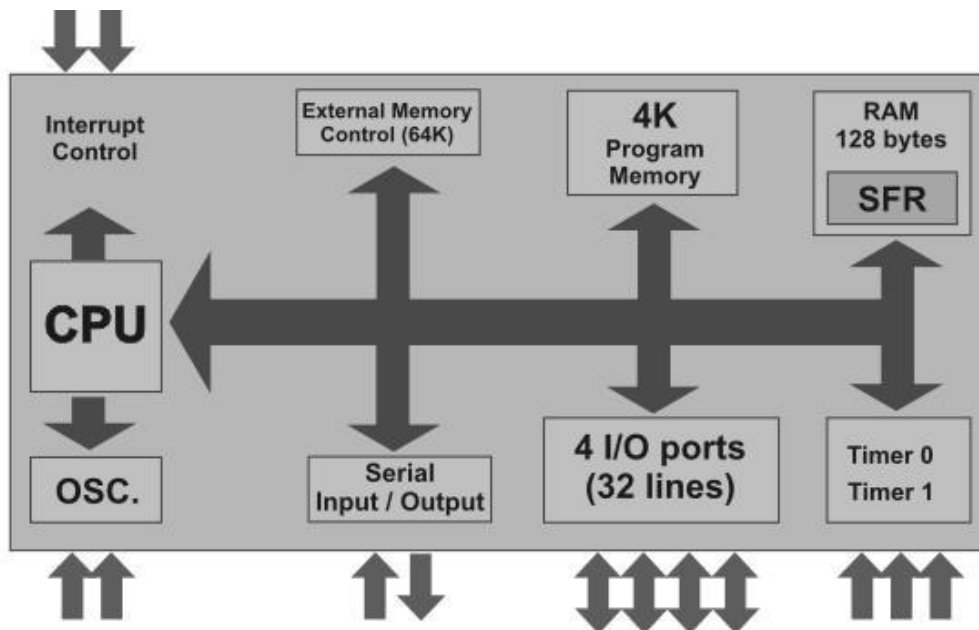 Interrupt
Control
External Memory
Control (64K)
4K
Program
Memory
RAM
128 bytes
SFR
CPU
OSC.
Serial
Input / Output
4 I/O ports
(32 lines)
Timer 0
Timer 1